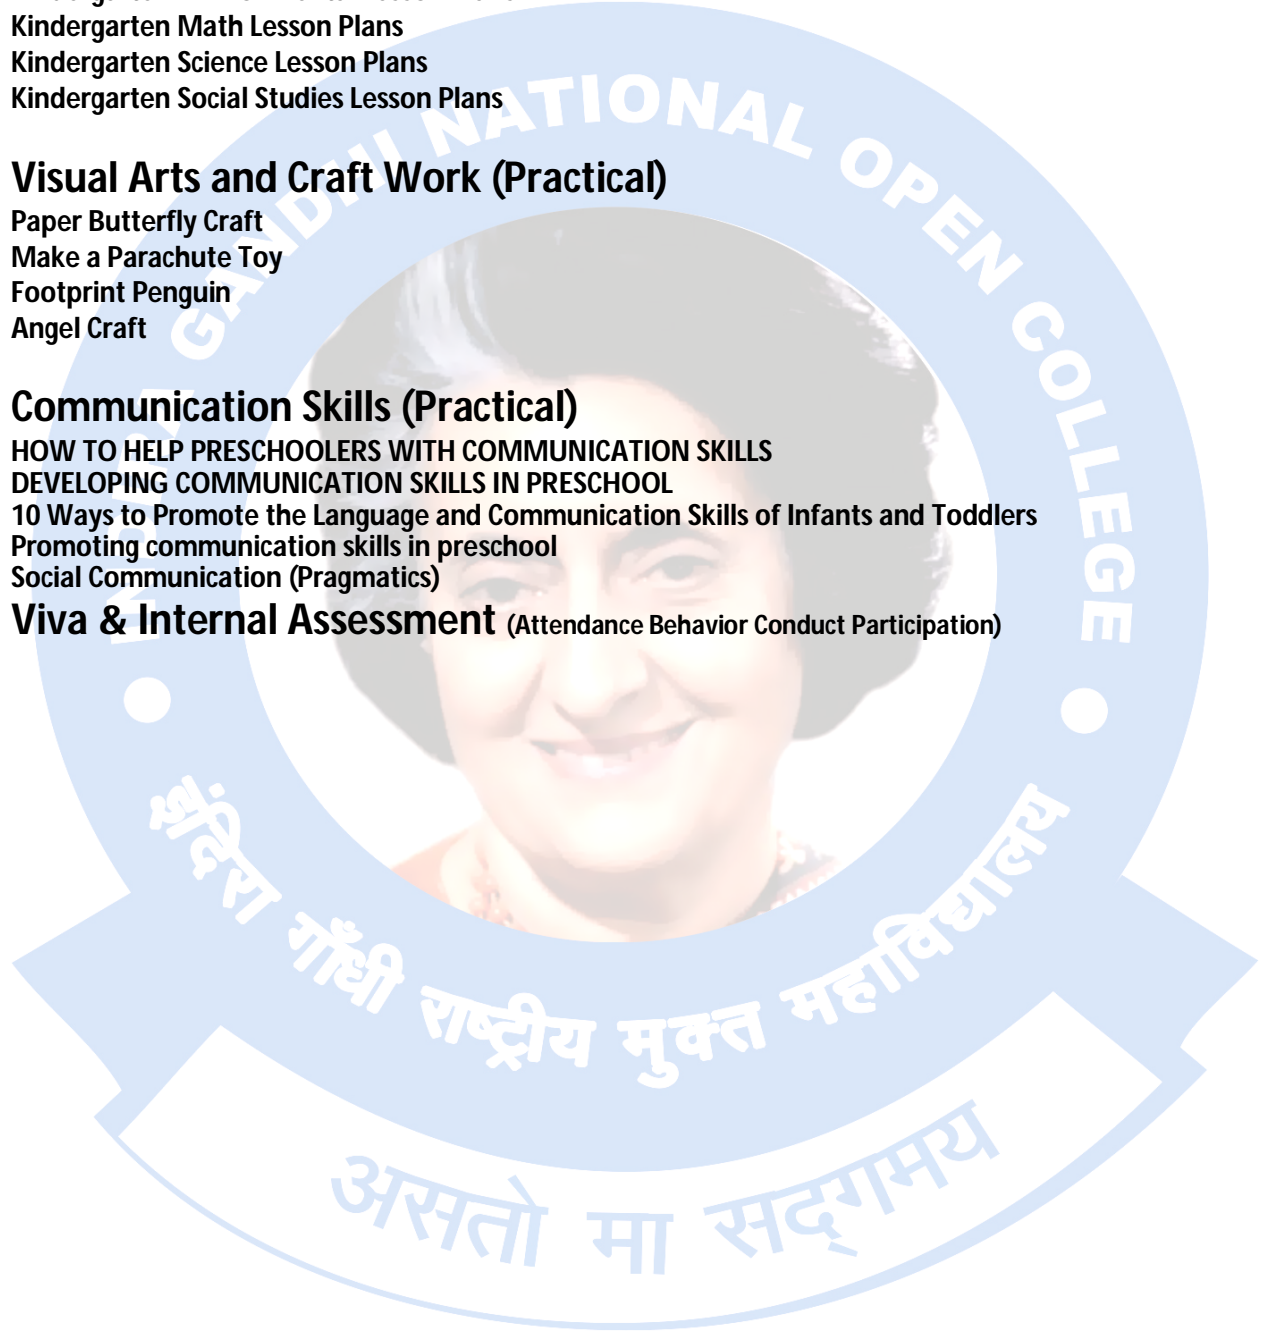 Kindergarten Math Lesson Plans
Kindergarten Science Lesson Plans
Kindergarten Social Studies Lesson Plans
Visual Arts and Craft Work (Practical)
Paper Butterfly Craft
Make a Parachute Toy
Footprint Penguin
Angel Craft
Communication Skills (Practical)
HOW TO HELP PRESCHOOLERS WITH COMMUNICATION SKILLS
DEVELOPING COMMUNICATION SKILLS IN PRESCHOOL
10 Ways to Promote the Language and Communication Skills of Infants and Toddlers
Promoting communication skills in preschool
Social Communication (Pragmatics)
Viva & Internal Assessment (Attendance Behavior Conduct Participation)
INDIRA GANDHI NATIONAL OPEN COLLEGE
इंदिरा गाँधी राष्ट्रीय मुक्त महाविद्यालय
असतो मा सद्गमय